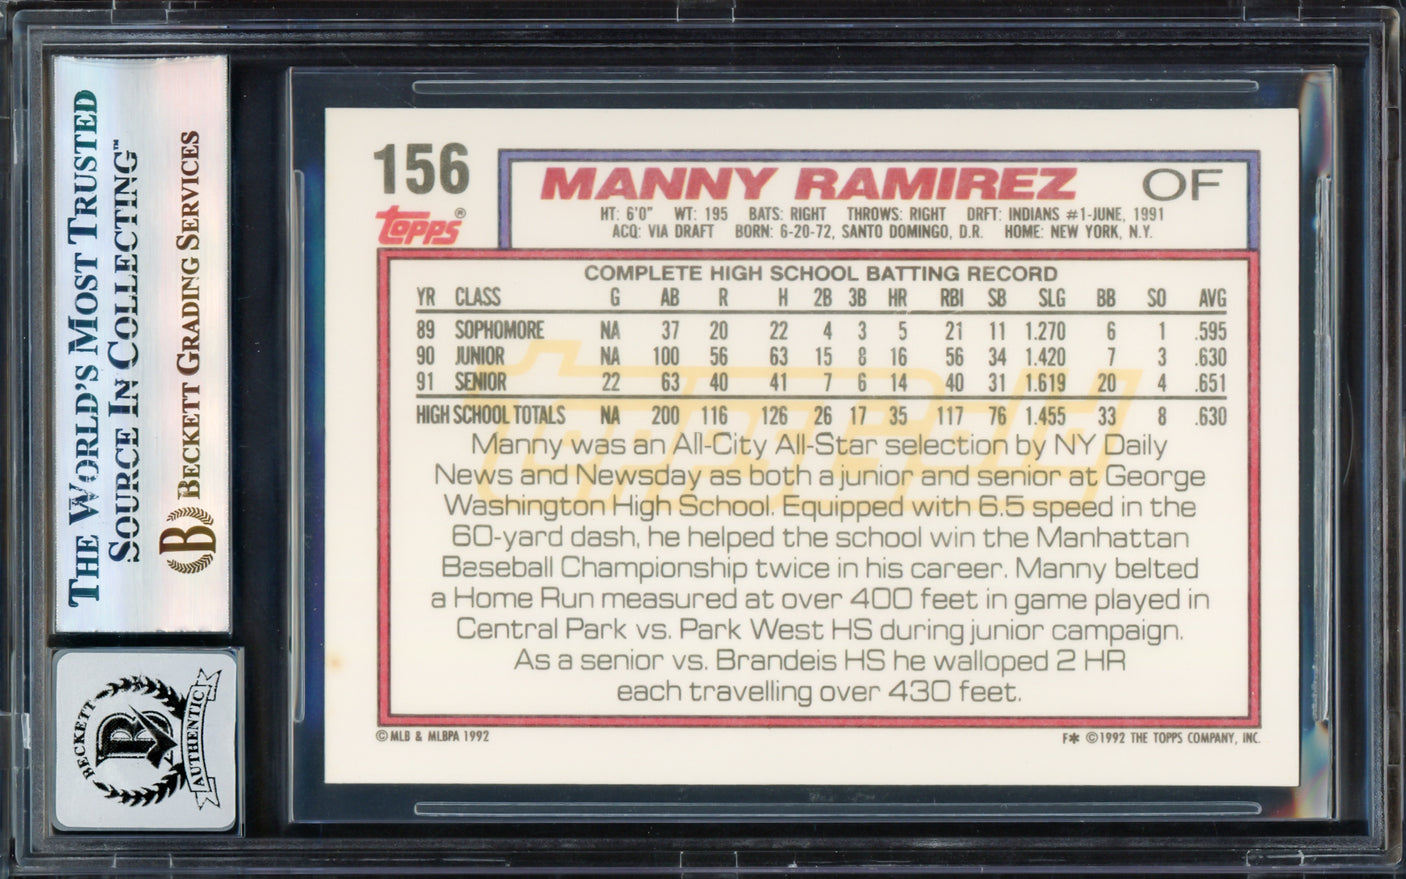 THE WORLD'S MOST TRUSTED
SOURCE IN COLLECTING™
BECKETT GRADING SERVICES
B
BECKETT
B
AUTHENTIC
156
topps®
MANNY RAMIREZ OF
HT: 6'0" WT: 195 BATS: RIGHT THROWS: RIGHT DRFT: INDIANS #1-JUNE, 1991
ACQ: VIA DRAFT BORN: 6-20-72, SANTO DOMINGO, D.R. HOME: NEW YORK, N.Y.
COMPLETE HIGH SCHOOL BATTING RECORD
YR CLASS G AB R H 2B 3B HR RBI SB SLG BB SO AVG
89 SOPHOMORE NA 37 20 22 4 3 5 21 11 1.270 6 1 .595
90 JUNIOR NA 100 56 63 15 8 16 56 34 1.420 7 3 .630
91 SENIOR 22 63 40 41 7 6 14 40 31 1.619 20 4 .651
HIGH SCHOOL TOTALS NA 200 116 126 26 17 35 117 76 1.455 33 8 .630
Manny was an All-City All-Star selection by NY Daily
News and Newsday as both a junior and senior at George
Washington High School. Equipped with 6.5 speed in the
60-yard dash, he helped the school win the Manhattan
Baseball Championship twice in his career. Manny belted
a Home Run measured at over 400 feet in game played in
Central Park vs. Park West HS during junior campaign.
As a senior vs. Brandeis HS he walloped 2 HR
each travelling over 430 feet.
© MLB & MLBPA 1992
F✱ ©1992 THE TOPPS COMPANY, INC.